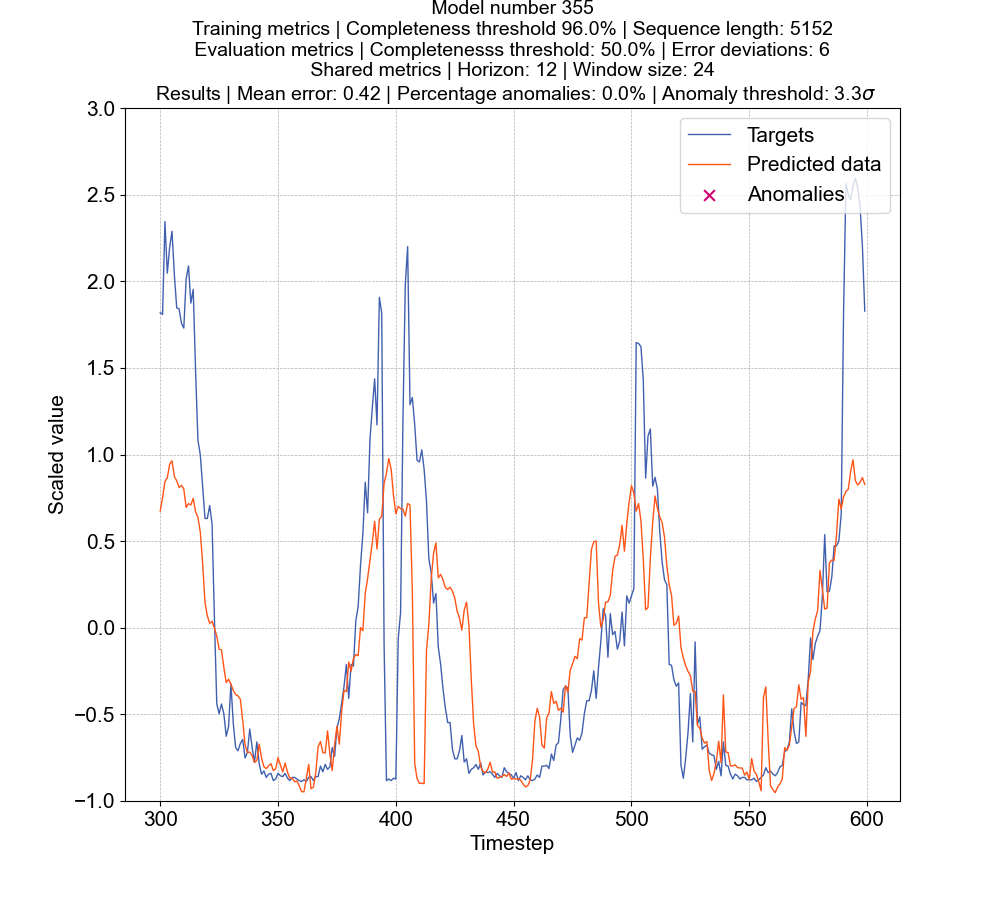 Model number 355
Training metrics | Completeness threshold 96.0% | Sequence length: 5152
Evaluation metrics | Completenesss threshold: 50.0% | Error deviations: 6
Shared metrics | Horizon: 12 | Window size: 24
Results | Mean error: 0.42 | Percentage anomalies: 0.0% | Anomaly threshold: 3.3σ
Targets
Predicted data
Anomalies
3.0
2.5
2.0
1.5
1.0
0.5
0.0
−0.5
−1.0
Scaled value
300 350 400 450 500 550 600
Timestep